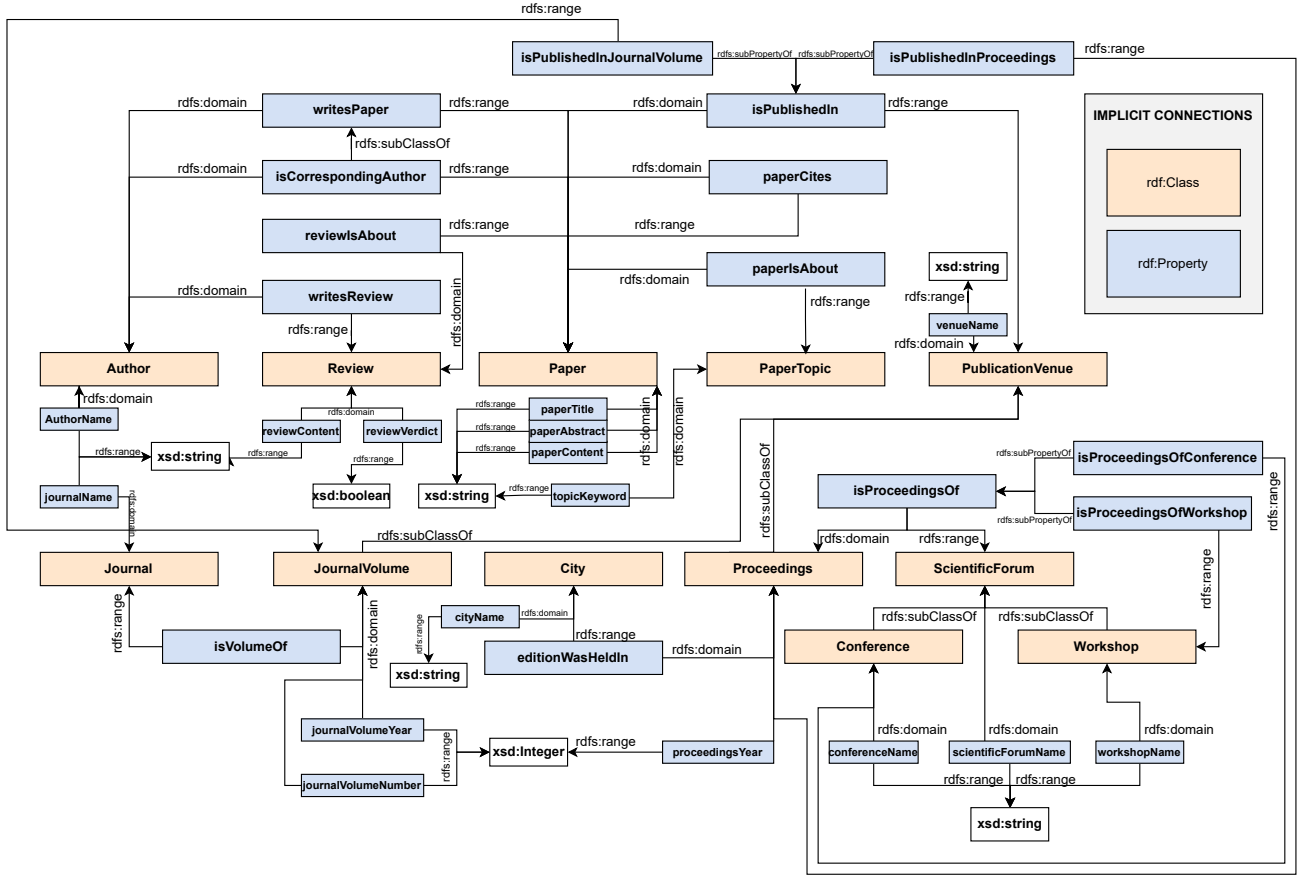 rdfs:range
isPublishedInJournalVolume
rdfs:subPropertyOf
rdfs:subPropertyOf
isPublishedInProceedings
rdfs:range
rdfs:domain
writesPaper
rdfs:range
rdfs:domain
isPublishedIn
rdfs:range
IMPLICIT CONNECTIONS
rdfs:subClassOf
rdfs:domain
isCorrespondingAuthor
rdfs:range
rdfs:domain
paperCites
rdf:Class
reviewIsAbout
rdfs:range
rdfs:range
rdf:Property
rdfs:domain
writesReview
rdfs:range
rdfs:domain
rdfs:domain
paperIsAbout
rdfs:range
xsd:string
rdfs:range
venueName
rdfs:domain
Author
Review
Paper
PaperTopic
PublicationVenue
rdfs:domain
AuthorName
rdfs:range
xsd:string
rdfs:domain
reviewContent
reviewVerdict
rdfs:range
rdfs:range
xsd:boolean
rdfs:range
paperTitle
rdfs:range
paperAbstract
rdfs:range
paperContent
rdfs:domain
rdfs:domain
xsd:string
rdfs:range
topicKeyword
journalName
rdfs:domain
rdfs:subClassOf
rdfs:subClassOf
isProceedingsOf
rdfs:subPropertyOf
isProceedingsOfConference
rdfs:subPropertyOf
isProceedingsOfWorkshop
rdfs:range
rdfs:range
rdfs:domain
rdfs:range
Journal
JournalVolume
City
Proceedings
ScientificForum
rdfs:range
isVolumeOf
rdfs:domain
cityName
rdfs:domain
rdfs:range
xsd:string
rdfs:range
editionWasHeldIn
rdfs:domain
rdfs:subClassOf
rdfs:subClassOf
Conference
Workshop
journalVolumeYear
rdfs:range
journalVolumeNumber
xsd:Integer
rdfs:range
proceedingsYear
rdfs:domain
rdfs:domain
rdfs:domain
conferenceName
scientificForumName
workshopName
rdfs:range
rdfs:range
xsd:string